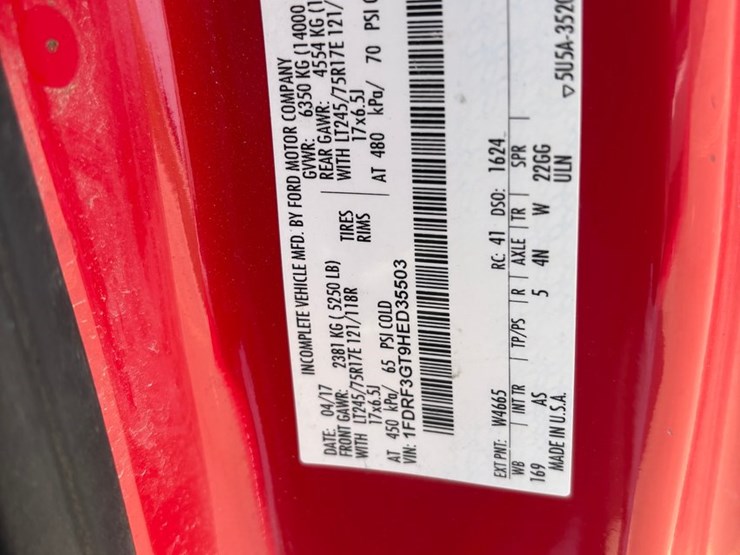 INCOMPLETE VEHICLE MFD. BY FORD MOTOR COMPANY
DATE: 04/17 GVWR: 6350 KG (14000
FRONT GAWR: 2381 KG ( 5250 LB) REAR GAWR: 4554 KG
WITH LT245/75R17E 121/118R TIRES WITH LT245/75R17E 121/
17x6.5J RIMS 17x6.5J
AT 450 kPa/ 65 PSI COLD AT 480 kPa/ 70 PSI
VIN: 1FDRF3GT9HED35503
EXT PNT: W4665 RC: 41 DSO: 1624
WB | INT TR | TP/PS | R | AXLE | TR | SPR
169 AS 5 4N W 22GG
MADE IN U.S.A. ULN
▽5U5A-3520